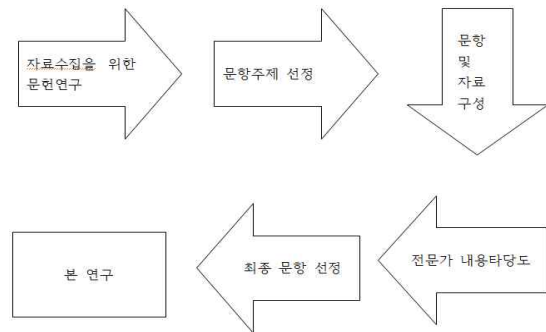 자료수집을 위한
문헌연구
문항주제 선정
문항
및
자료
구성
전문가 내용타당도
최종 문항 선정
본 연구